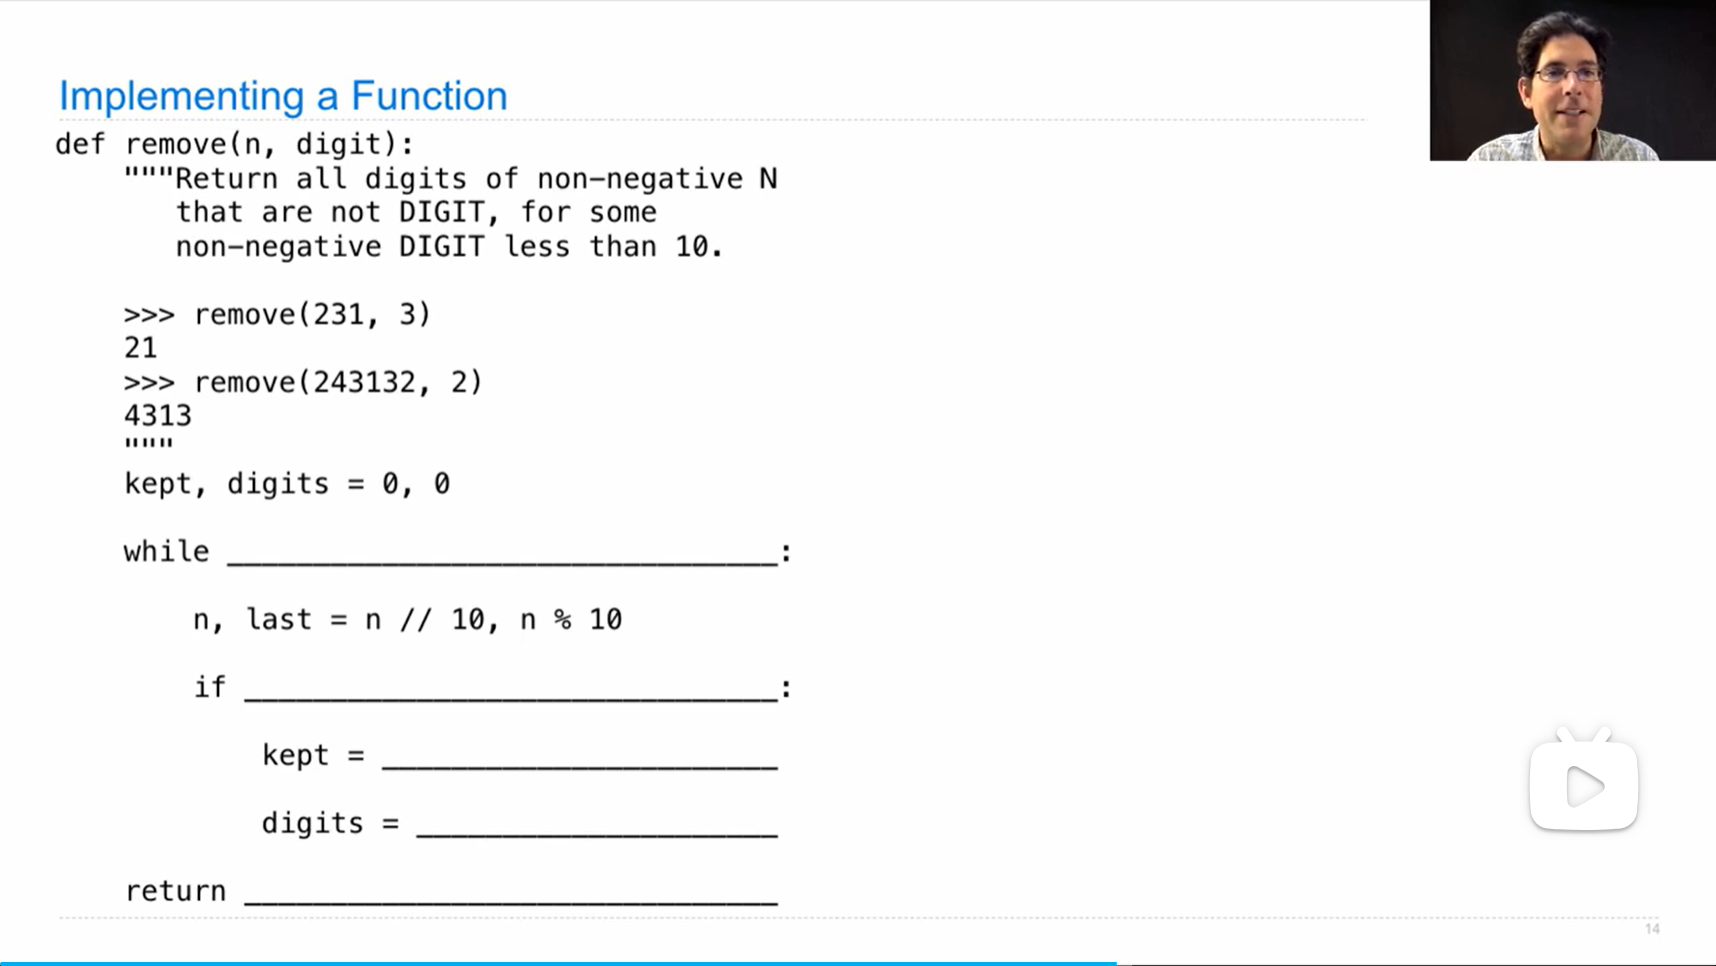 Implementing a Function
def remove(n, digit):
"""Return all digits of non-negative N
that are not DIGIT, for some
non-negative DIGIT less than 10.
>>> remove(231, 3)
21
>>> remove(243132, 2)
4313
"""
kept, digits = 0, 0
while ________________________________:
n, last = n // 10, n % 10
if _______________________________:
kept = _______________________
digits = _____________________
return _______________________________
14